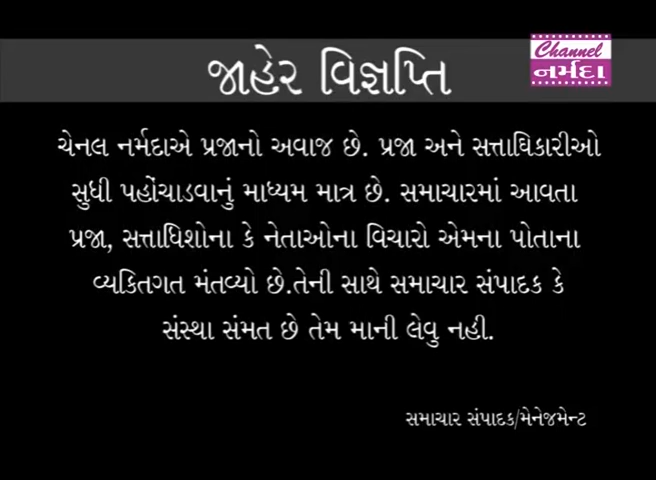 Channel
નર્મદા
જાહેર વિજ્ઞપ્તિ
ચેનલ નર્મદાએ પ્રજાનો અવાજ છે. પ્રજા અને સત્તાધિકારીઓ
સુધી પહોંચાડવાનું માધ્યમ માત્ર છે. સમાચારમાં આવતા
પ્રજા, સત્તાધિશોના કે નેતાઓના વિચારો એમના પોતાના
વ્યકિતગત મંતવ્યો છે.તેની સાથે સમાચાર સંપાદક કે
સંસ્થા સંમત છે તેમ માની લેવુ નહી.
સમાચાર સંપાદક/મેનેજમેન્ટ